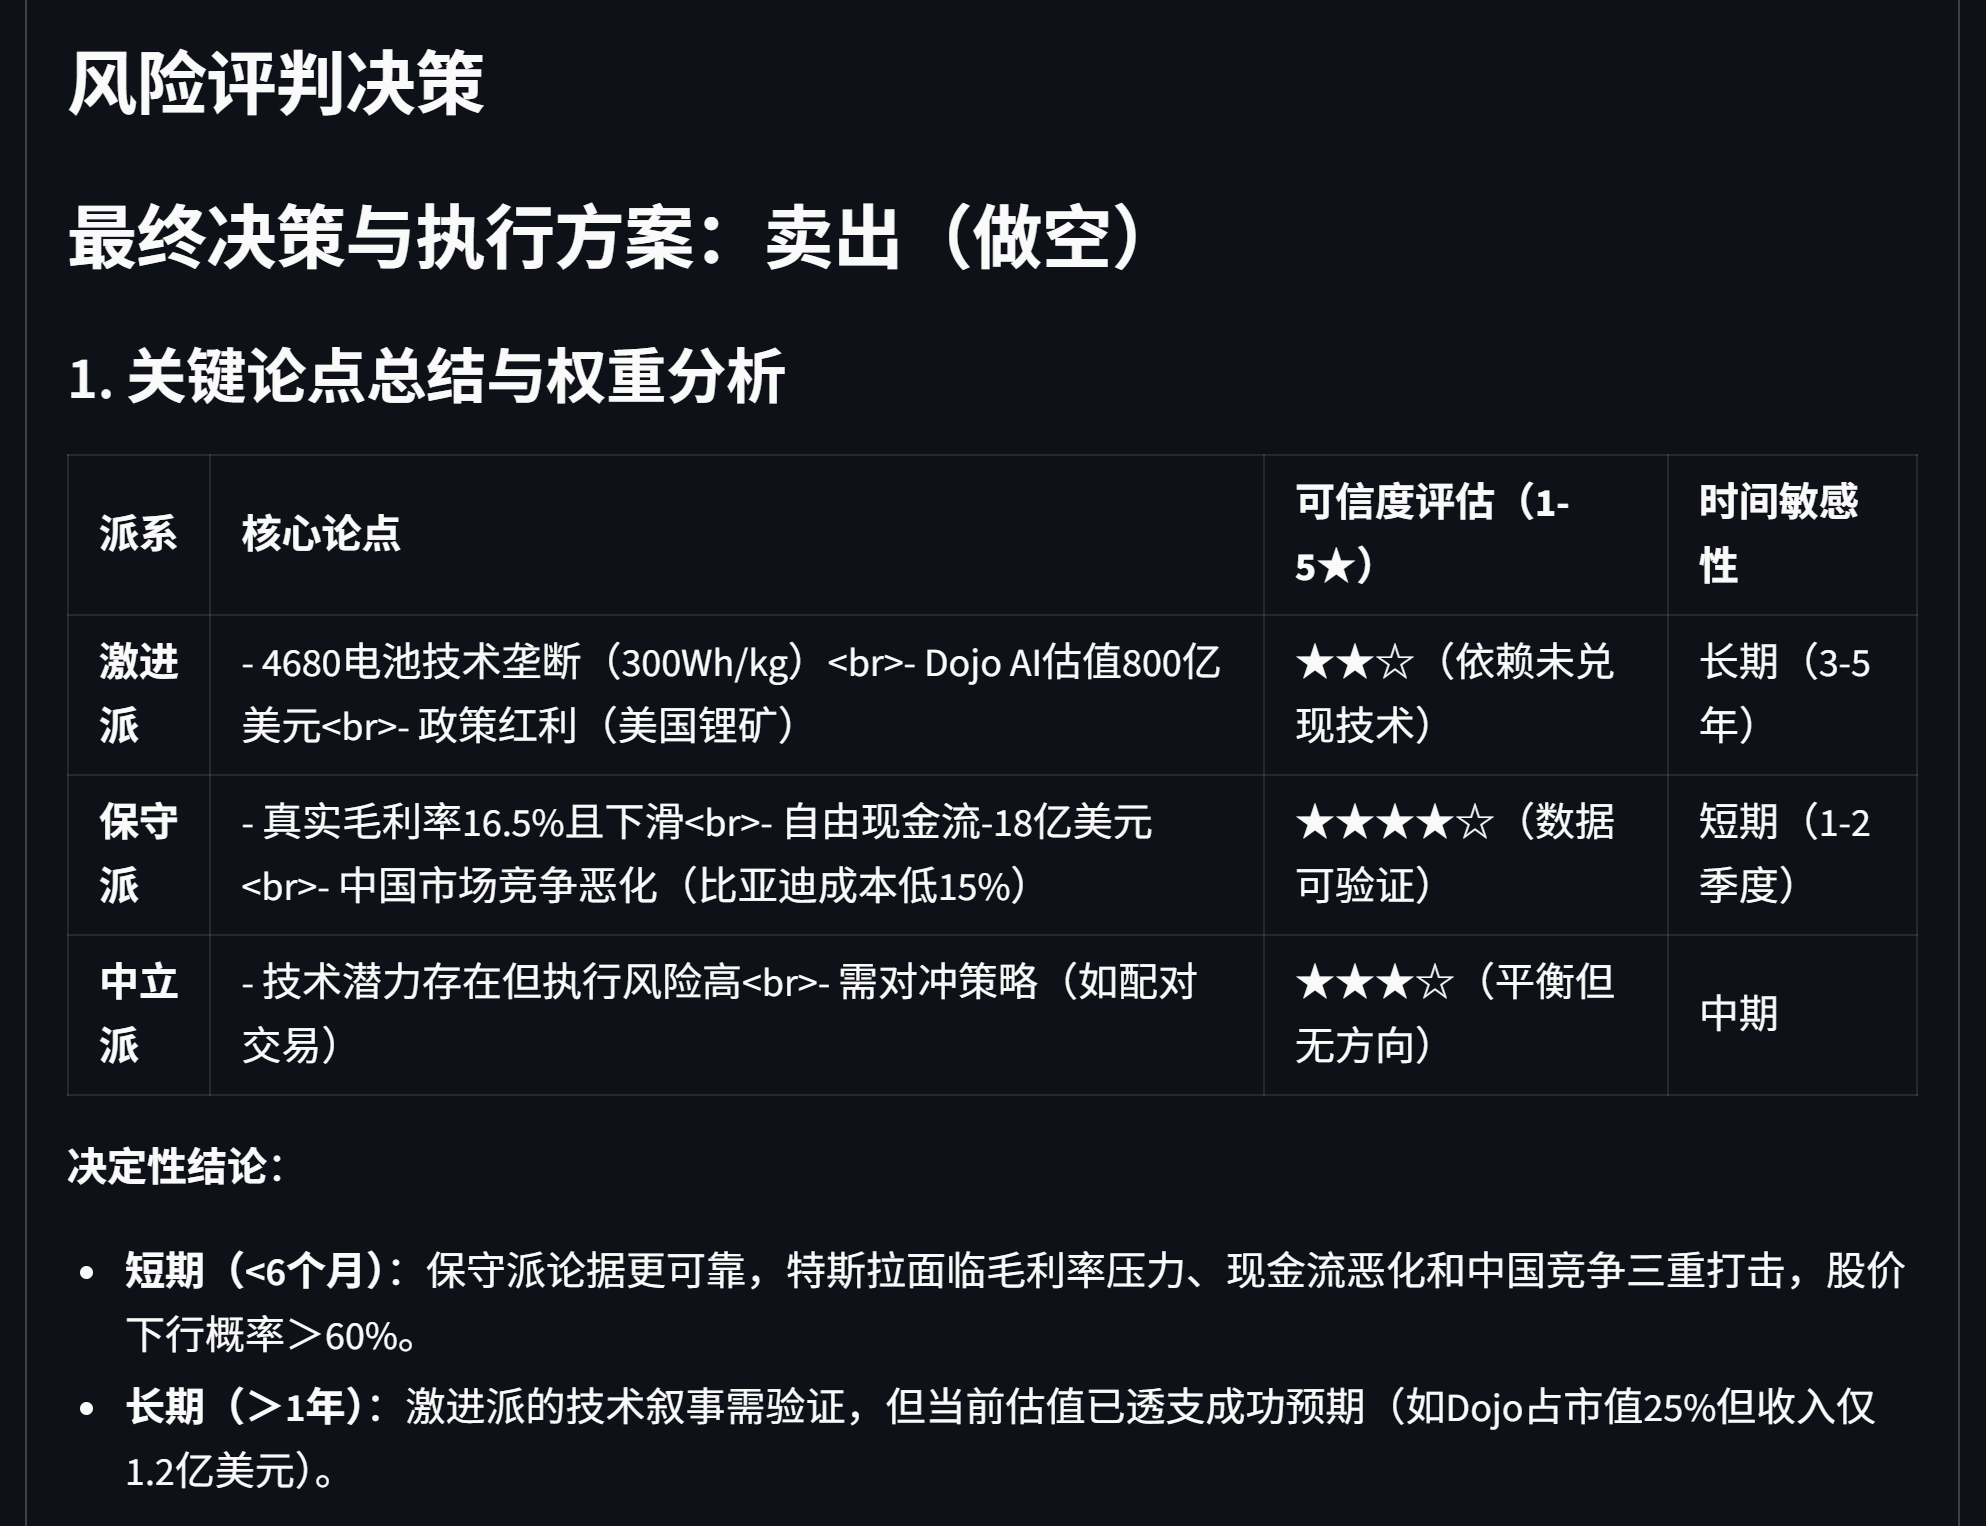 风险评判决策
最终决策与执行方案：卖出（做空）
1. 关键论点总结与权重分析
派系
核心论点
可信度评估（1-
5★）
时间敏感
性
激进
派
- 4680电池技术垄断（300Wh/kg）<br>- Dojo AI估值800亿
美元<br>- 政策红利（美国锂矿）
★★☆（依赖未兑
现技术）
长期（3-5
年）
保守
派
- 真实毛利率16.5%且下滑<br>- 自由现金流-18亿美元
<br>- 中国市场竞争恶化（比亚迪成本低15%）
★★★★☆（数据
可验证）
短期（1-2
季度）
中立
派
- 技术潜力存在但执行风险高<br>- 需对冲策略（如配对
交易）
★★★☆（平衡但
无方向）
中期
决定性结论：
• 短期（<6个月）：保守派论据更可靠，特斯拉面临毛利率压力、现金流恶化和中国竞争三重打击，股价
下行概率＞60%。
• 长期（＞1年）：激进派的技术叙事需验证，但当前估值已透支成功预期（如Dojo占市值25%但收入仅
1.2亿美元）。